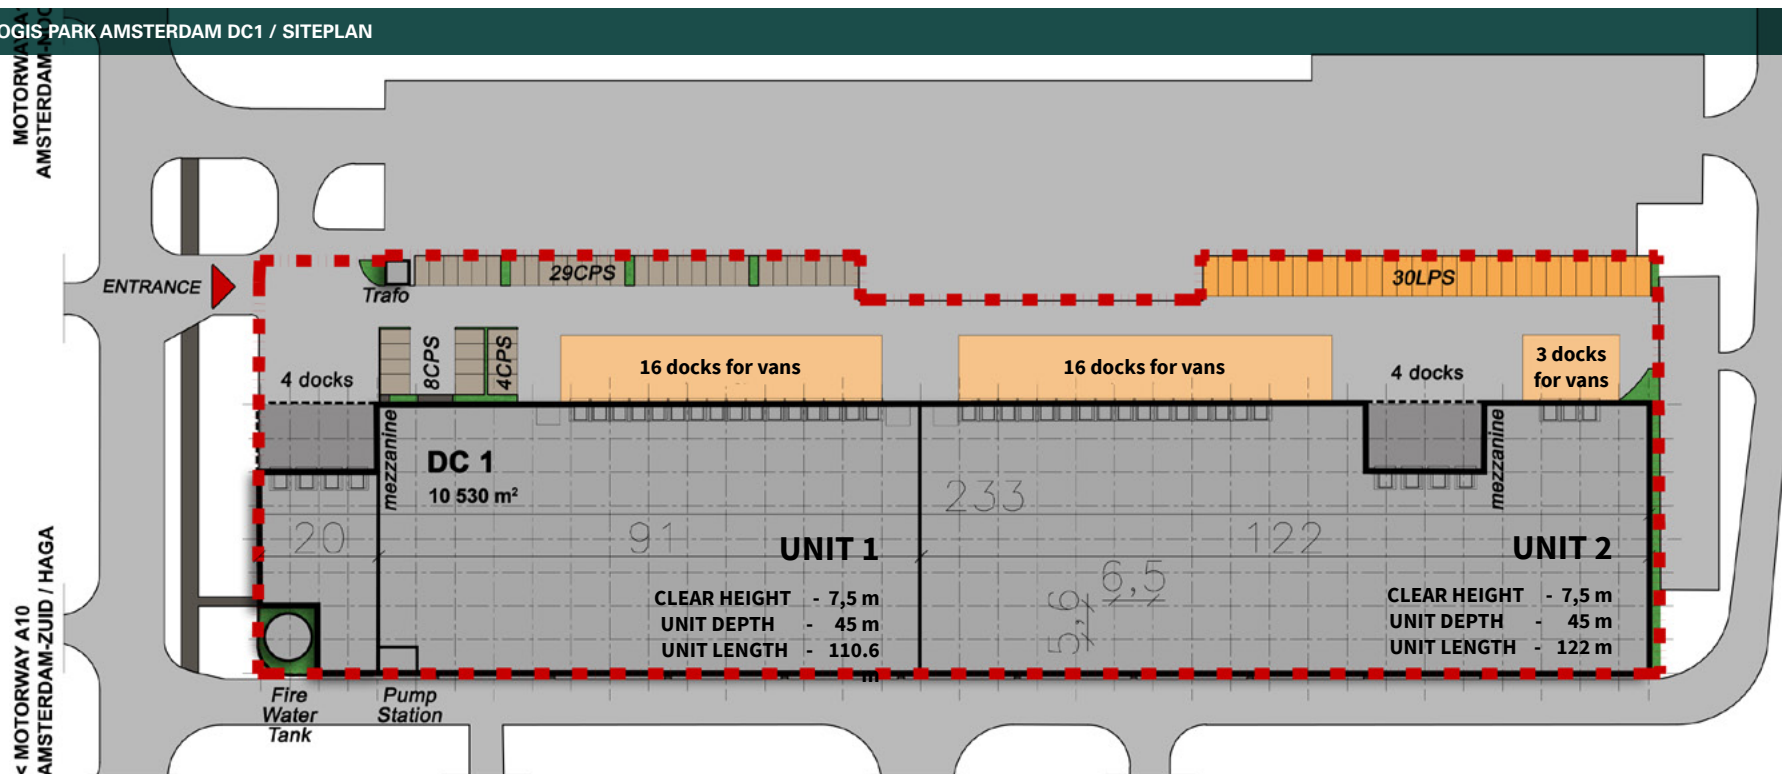 OGIS PARK AMSTERDAM DC1 / SITEPLAN
MOTORWAY A
AMSTERDAM-NOO
ENTRANCE
Trafo
29CPS
30LPS
8CPS
4CPS
4 docks
16 docks for vans
16 docks for vans
4 docks
3 docks
for vans
mezzanine
mezzanine
DC 1
10 530 m²
233
20
91
122
6,5
5,6
UNIT 1
CLEAR HEIGHT - 7,5 m
UNIT DEPTH - 45 m
UNIT LENGTH - 110.6
m
UNIT 2
CLEAR HEIGHT - 7,5 m
UNIT DEPTH - 45 m
UNIT LENGTH - 122 m
Fire
Water
Tank
Pump
Station
< MOTORWAY A10
AMSTERDAM-ZUID / HAGA